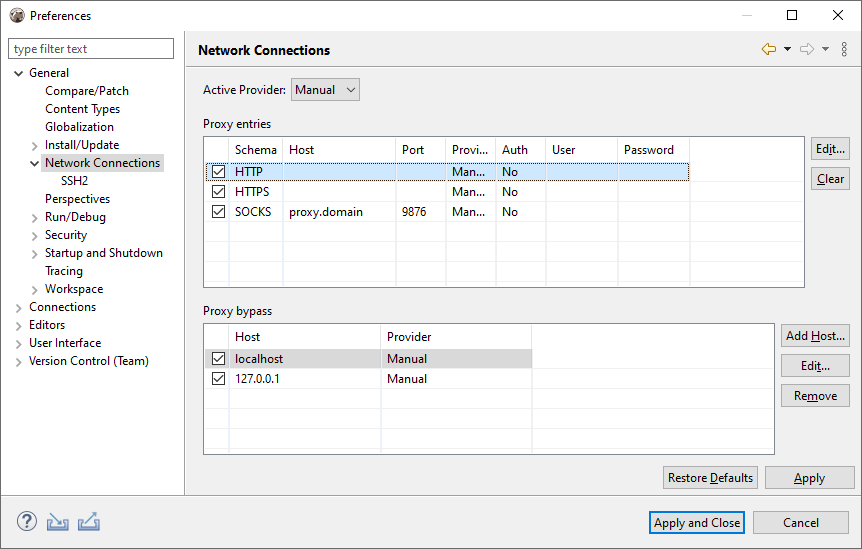 Preferences
type filter text
General
Compare/Patch
Content Types
Globalization
Install/Update
Network Connections
SSH2
Perspectives
Run/Debug
Security
Startup and Shutdown
Tracing
Workspace
Connections
Editors
User Interface
Version Control (Team)
Network Connections
Active Provider: Manual
Proxy entries
Schema Host Port Provi... Auth User Password
HTTP Man... No
HTTPS Man... No
SOCKS proxy.domain 9876 Man... No
Edit...
Clear
Proxy bypass
Host Provider
localhost Manual
127.0.0.1 Manual
Add Host...
Edit...
Remove
Restore Defaults Apply
? Apply and Close Cancel